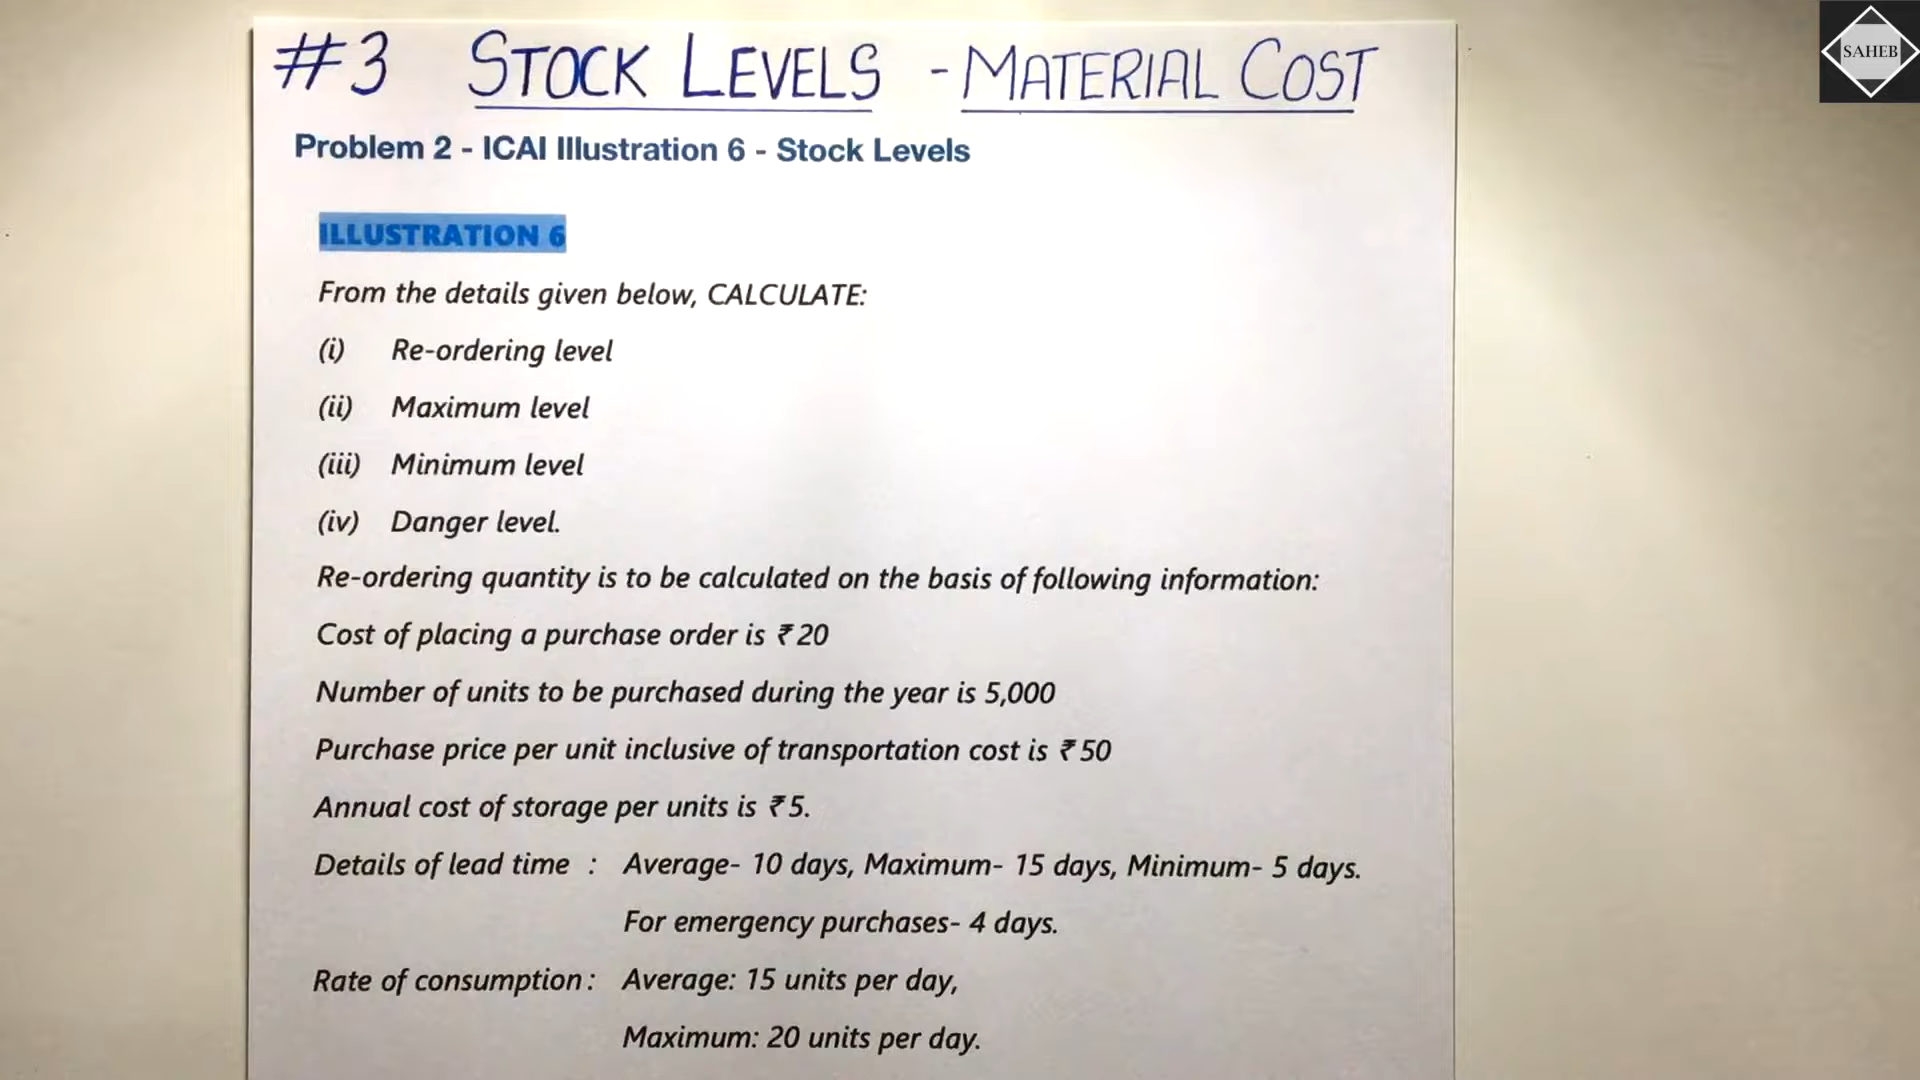 #3 STOCK LEVELS - MATERIAL COST
SAHEB
Problem 2 - ICAI Illustration 6 - Stock Levels
ILLUSTRATION 6
From the details given below, CALCULATE:
(i) Re-ordering level
(ii) Maximum level
(iii) Minimum level
(iv) Danger level.
Re-ordering quantity is to be calculated on the basis of following information:
Cost of placing a purchase order is ₹ 20
Number of units to be purchased during the year is 5,000
Purchase price per unit inclusive of transportation cost is ₹ 50
Annual cost of storage per units is ₹ 5.
Details of lead time : Average- 10 days, Maximum- 15 days, Minimum- 5 days.
For emergency purchases- 4 days.
Rate of consumption : Average: 15 units per day,
Maximum: 20 units per day.